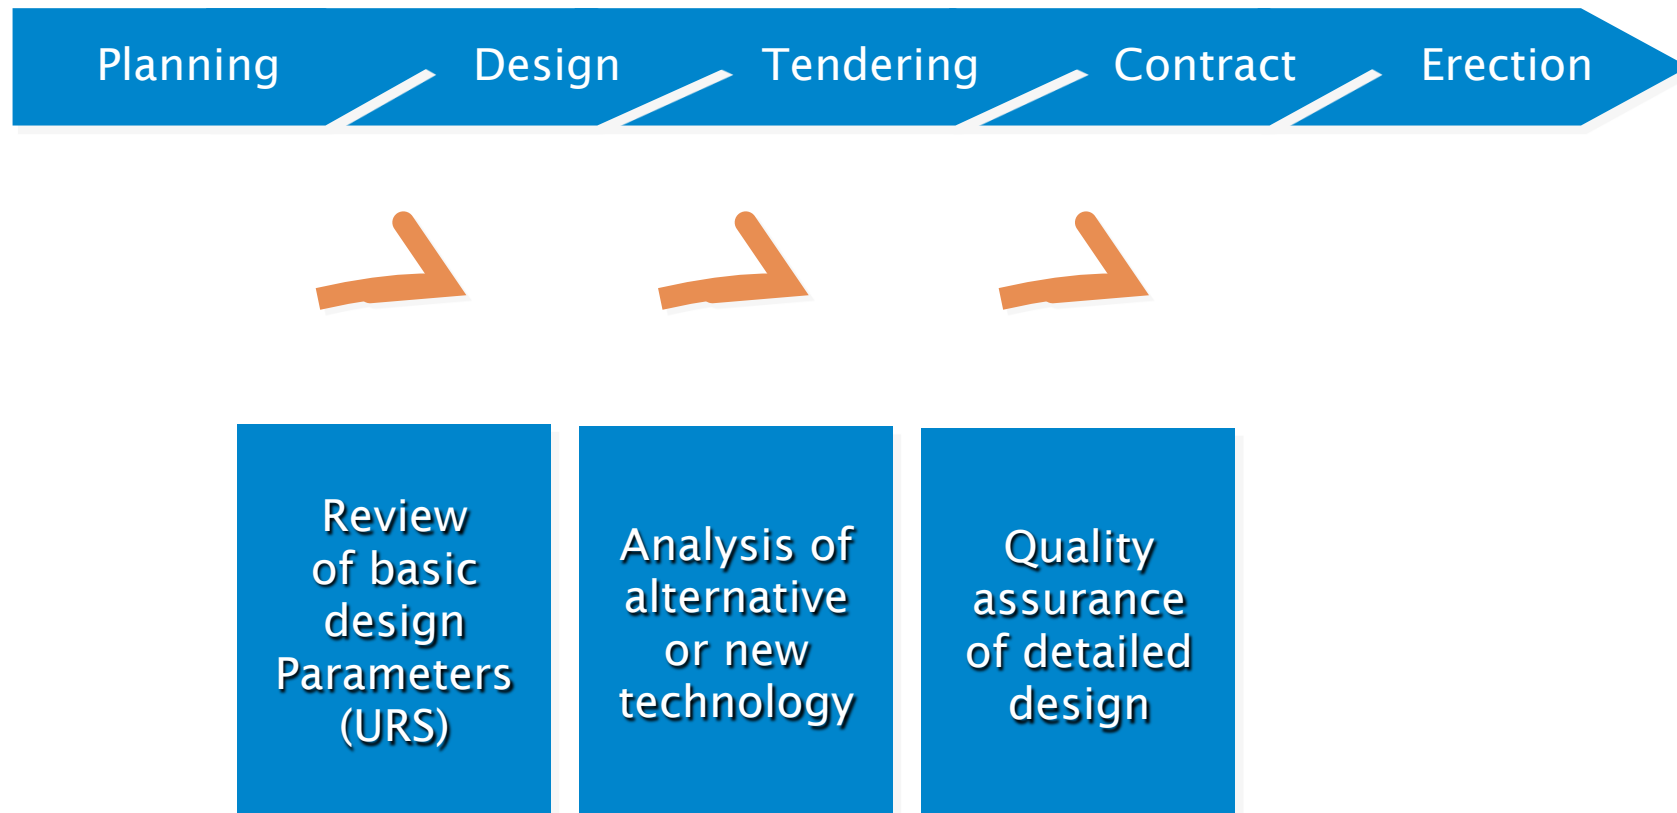 Planning Design Tendering Contract Erection
Review
of basic
design
Parameters
(URS)
Analysis of
alternative
or new
technology
Quality
assurance
of detailed
design